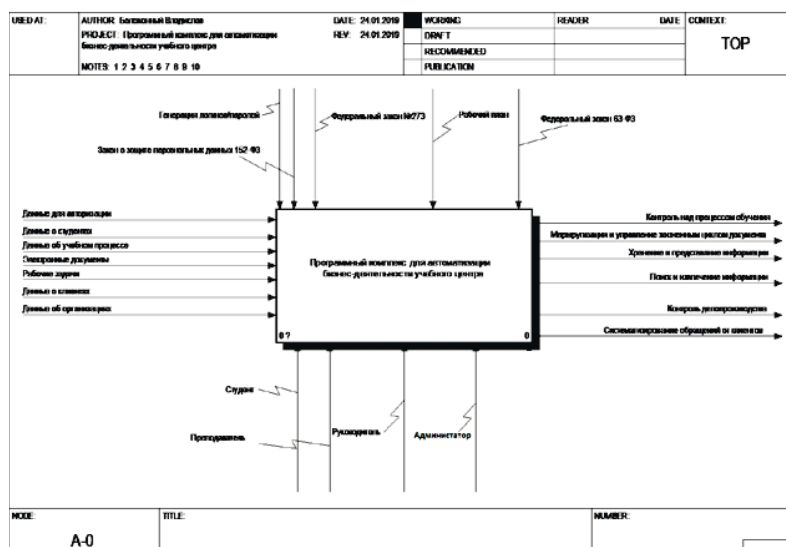 USED AT:
AUTHOR: Баловочный Владислав
DATE: 24.01.2019
WORKING
READER
DATE
CONTEXT:
PROJECT: Программный комплекс для автоматизации
бизнес-деятельности учебного центра
REV: 24.01.2019
DRAFT
TOP
RECOMMENDED
NOTES: 1 2 3 4 5 6 7 8 9 10
PUBLICATION
Генерация логинов/паролей
Федеральный закон №273
Рабочий план
Федеральный закон 63 ФЗ
Закон о защите персональных данных 152 ФЗ
Данные для авторизации
Данные о студентах
Данные об учебном процессе
Электронные документы
Рабочие задачи
Данные о клиентах
Данные об организациях
Программный комплекс для автоматизации
бизнес-деятельности учебного центра
0 ?
0
Контроль над процессом обучения
Маршрутизация и управление жизненным циклом документа
Хранение и представление информации
Поиск и извлечение информации
Контроль делопроизводства
Систематизирование обращений от клиентов
Студент
Преподаватель
Руководитель
Администатор
NODE:
TITLE:
NUMBER:
A-0